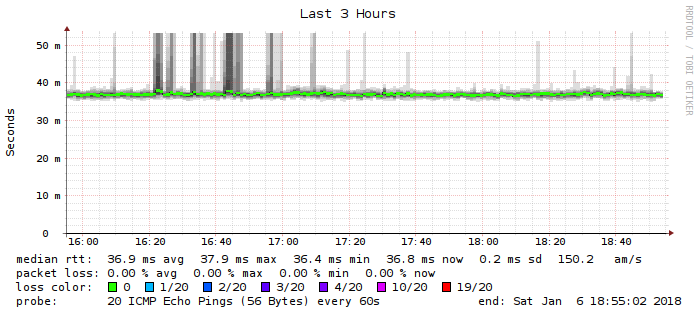 Last 3 Hours
RRDTOOL / TOBI OETIKER
Seconds
50 m
40 m
30 m
20 m
10 m
0
16:00 16:20 16:40 17:00 17:20 17:40 18:00 18:20 18:40
median rtt: 36.9 ms avg 37.9 ms max 36.4 ms min 36.8 ms now 0.2 ms sd 150.2 am/s
packet loss: 0.00 % avg 0.00 % max 0.00 % min 0.00 % now
loss color: 0 1/20 2/20 3/20 4/20 10/20 19/20
probe: 20 ICMP Echo Pings (56 Bytes) every 60s end: Sat Jan 6 18:55:02 2018